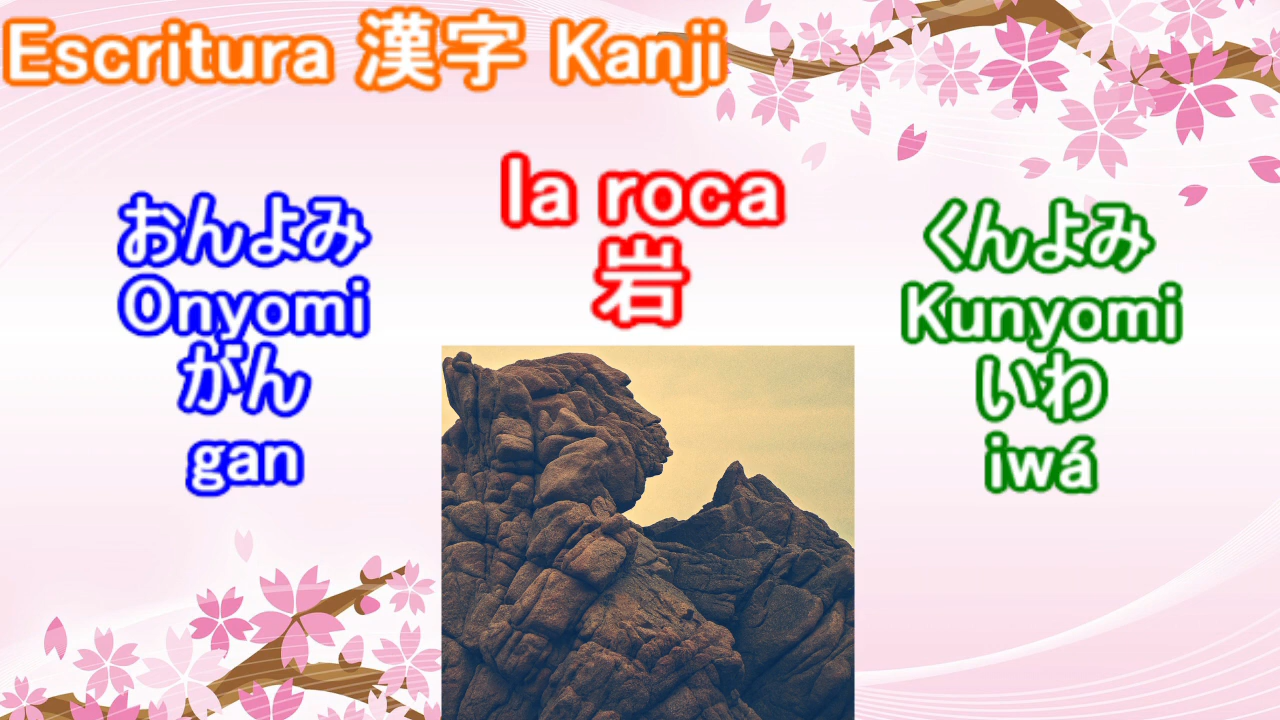 Escritura 漢字 Kanji
la roca
岩
おんよみ
Onyomi
がん
gan
くんよみ
Kunyomi
いわ
iwá